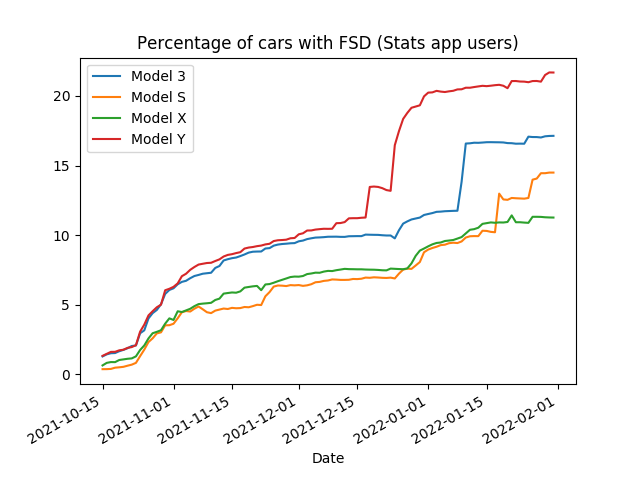 Percentage of cars with FSD (Stats app users)
Model 3
Model S
Model X
Model Y
20
15
10
5
0
2021-10-15
2021-11-01
2021-11-15
2021-12-01
2021-12-15
2022-01-01
2022-01-15
2022-02-01
Date